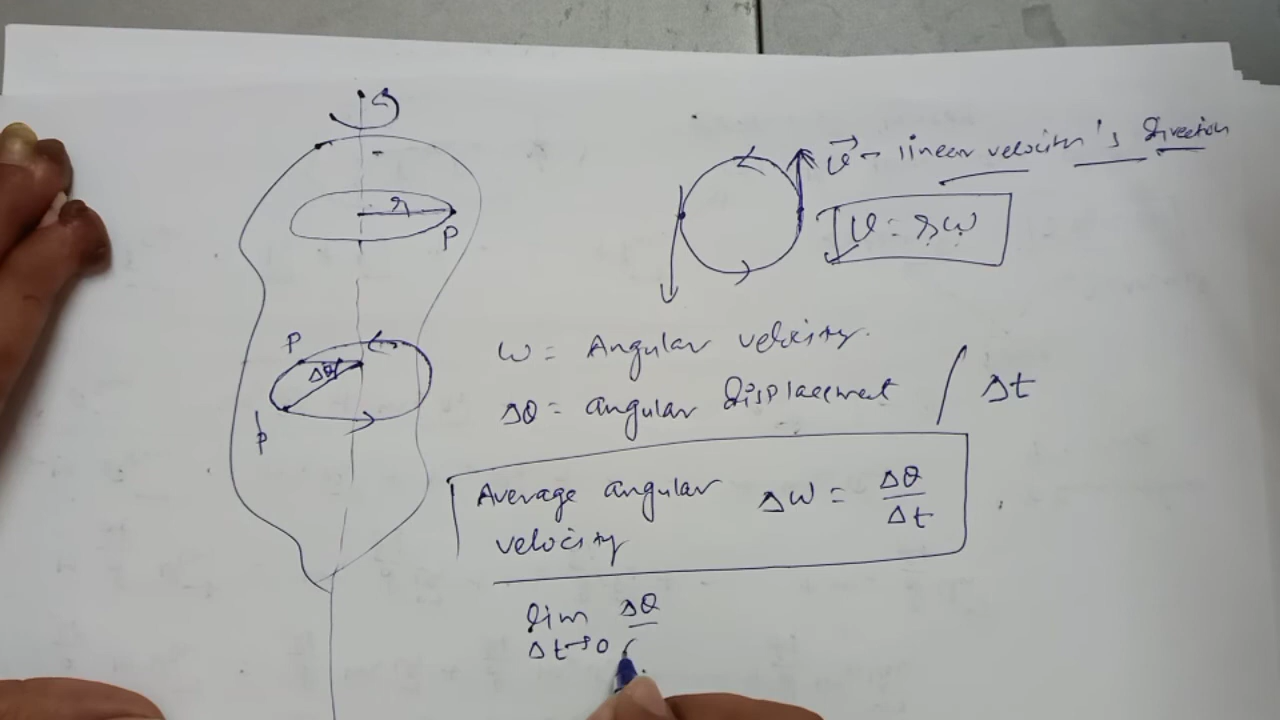 r
P
P
Δθ
P'
v⃗ - linear velocity's direction
v = rω
ω = Angular velocity.
Δθ = angular displacement / Δt
Average angular velocity Δω = Δθ/Δt
lim Δθ
Δt→0